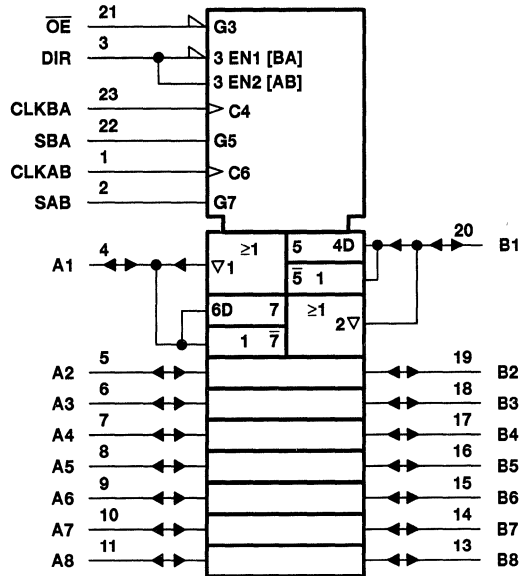 O̅E̅ 21 G3
DIR 3 3 EN1 [BA]
3 EN2 [AB]
CLKBA 23 C4
SBA 22 G5
CLKAB 1 C6
SAB 2 G7
A1 4 ≥1 ▽1 5 4D 20 B1
5̅ 1
6D 7 ≥1 2▽
1 7̅
A2 5 19 B2
A3 6 18 B3
A4 7 17 B4
A5 8 16 B5
A6 9 15 B6
A7 10 14 B7
A8 11 13 B8